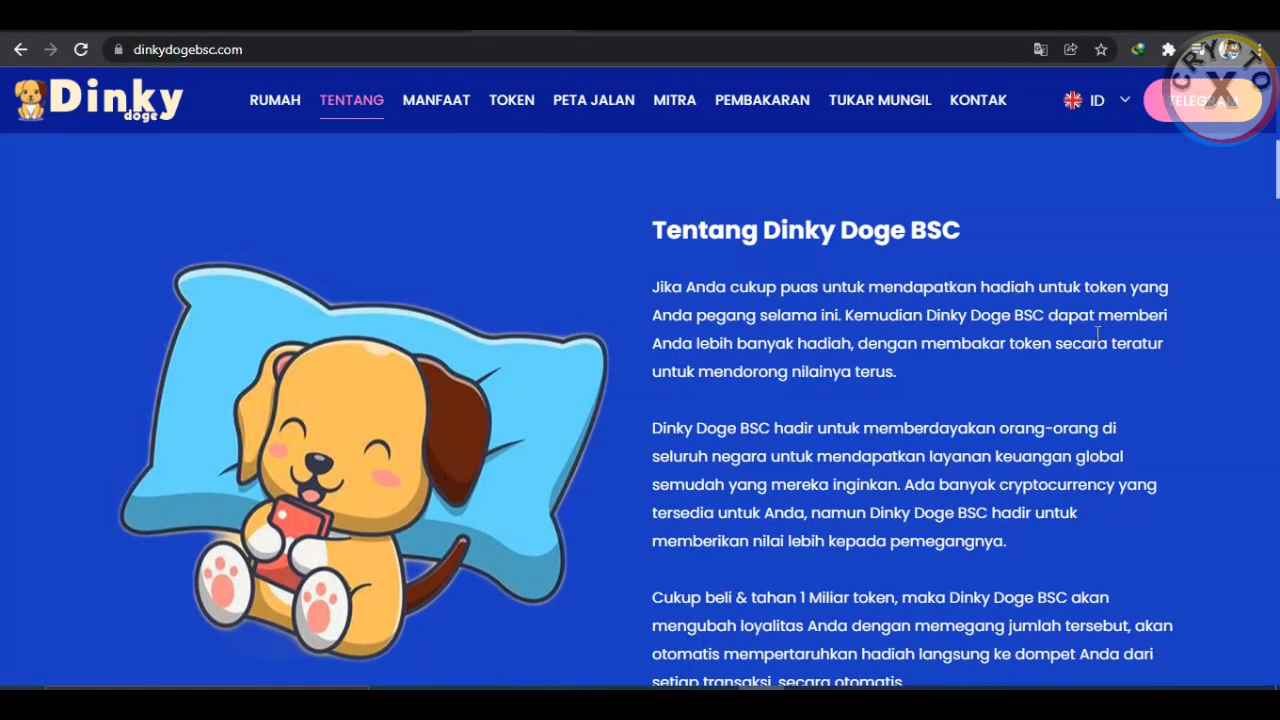 dinkydogebsc.com
Dinky
doge
RUMAH TENTANG MANFAAT TOKEN PETA JALAN MITRA PEMBAKARAN TUKAR MUNGIL KONTAK ID TELEGRAM
CRYPTO
X
Tentang Dinky Doge BSC
Jika Anda cukup puas untuk mendapatkan hadiah untuk token yang
Anda pegang selama ini. Kemudian Dinky Doge BSC dapat memberi
Anda lebih banyak hadiah, dengan membakar token secara teratur
untuk mendorong nilainya terus.
Dinky Doge BSC hadir untuk memberdayakan orang-orang di
seluruh negara untuk mendapatkan layanan keuangan global
semudah yang mereka inginkan. Ada banyak cryptocurrency yang
tersedia untuk Anda, namun Dinky Doge BSC hadir untuk
memberikan nilai lebih kepada pemegangnya.
Cukup beli & tahan 1 Miliar token, maka Dinky Doge BSC akan
mengubah loyalitas Anda dengan memegang jumlah tersebut, akan
otomatis mempertaruhkan hadiah langsung ke dompet Anda dari
setiap transaksi, secara otomatis.